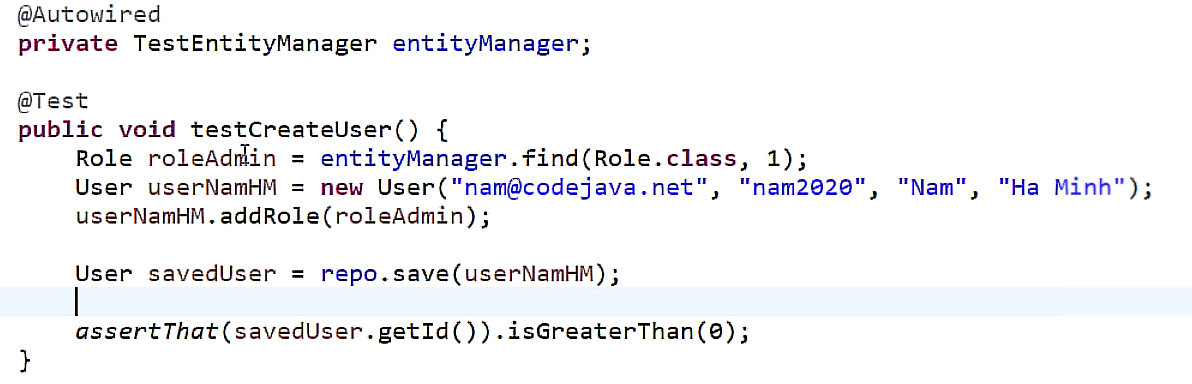 @Autowired
private TestEntityManager entityManager;
@Test
public void testCreateUser() {
Role roleAdmin = entityManager.find(Role.class, 1);
User userNamHM = new User("nam@codejava.net", "nam2020", "Nam", "Ha Minh");
userNamHM.addRole(roleAdmin);
User savedUser = repo.save(userNamHM);
assertThat(savedUser.getId()).isGreaterThan(0);
}